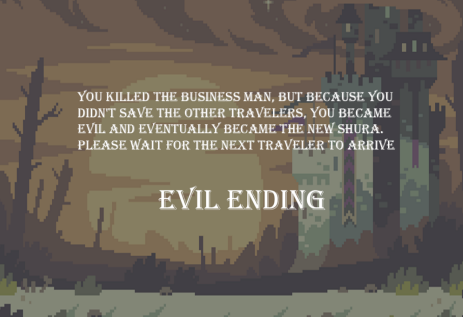 YOU KILLED THE BUSINESS MAN, BUT BECAUSE YOU
DIDN'T SAVE THE OTHER TRAVELERS, YOU BECAME
EVIL AND EVENTUALLY BECAME THE NEW SHURA.
PLEASE WAIT FOR THE NEXT TRAVELER TO ARRIVE
EVIL ENDING